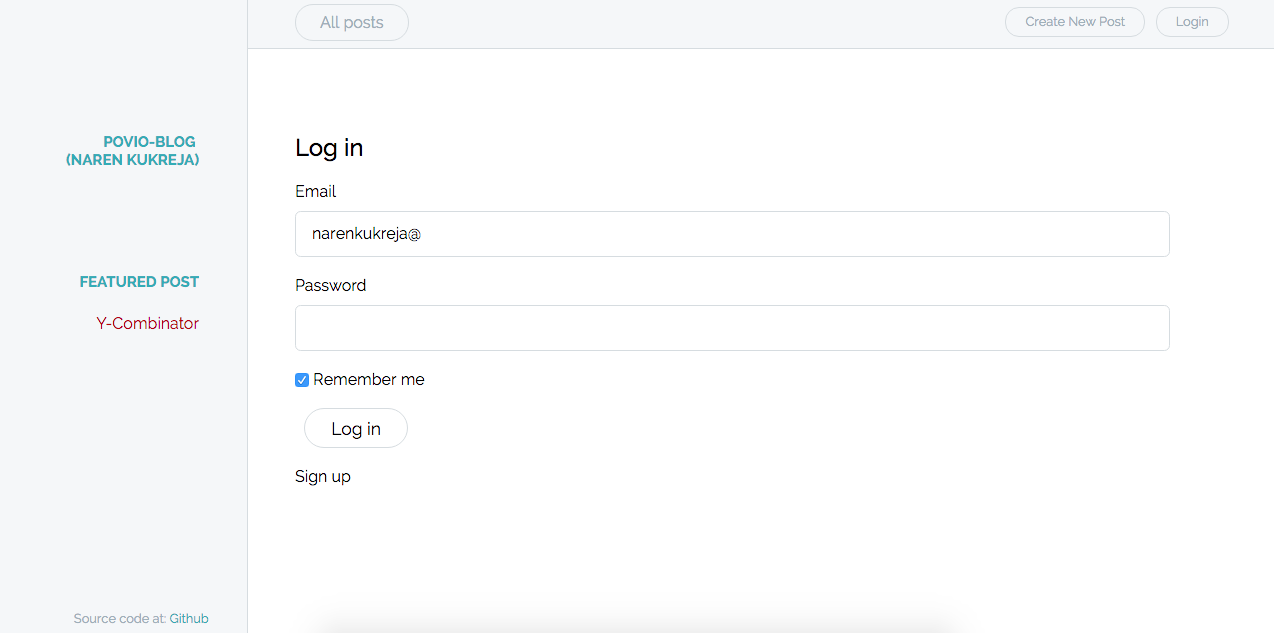 All posts
Create New Post
Login
POVIO-BLOG
(NAREN KUKREJA)
FEATURED POST
Y-Combinator
Source code at: Github
Log in
Email
narenkukreja@
Password
Remember me
Log in
Sign up